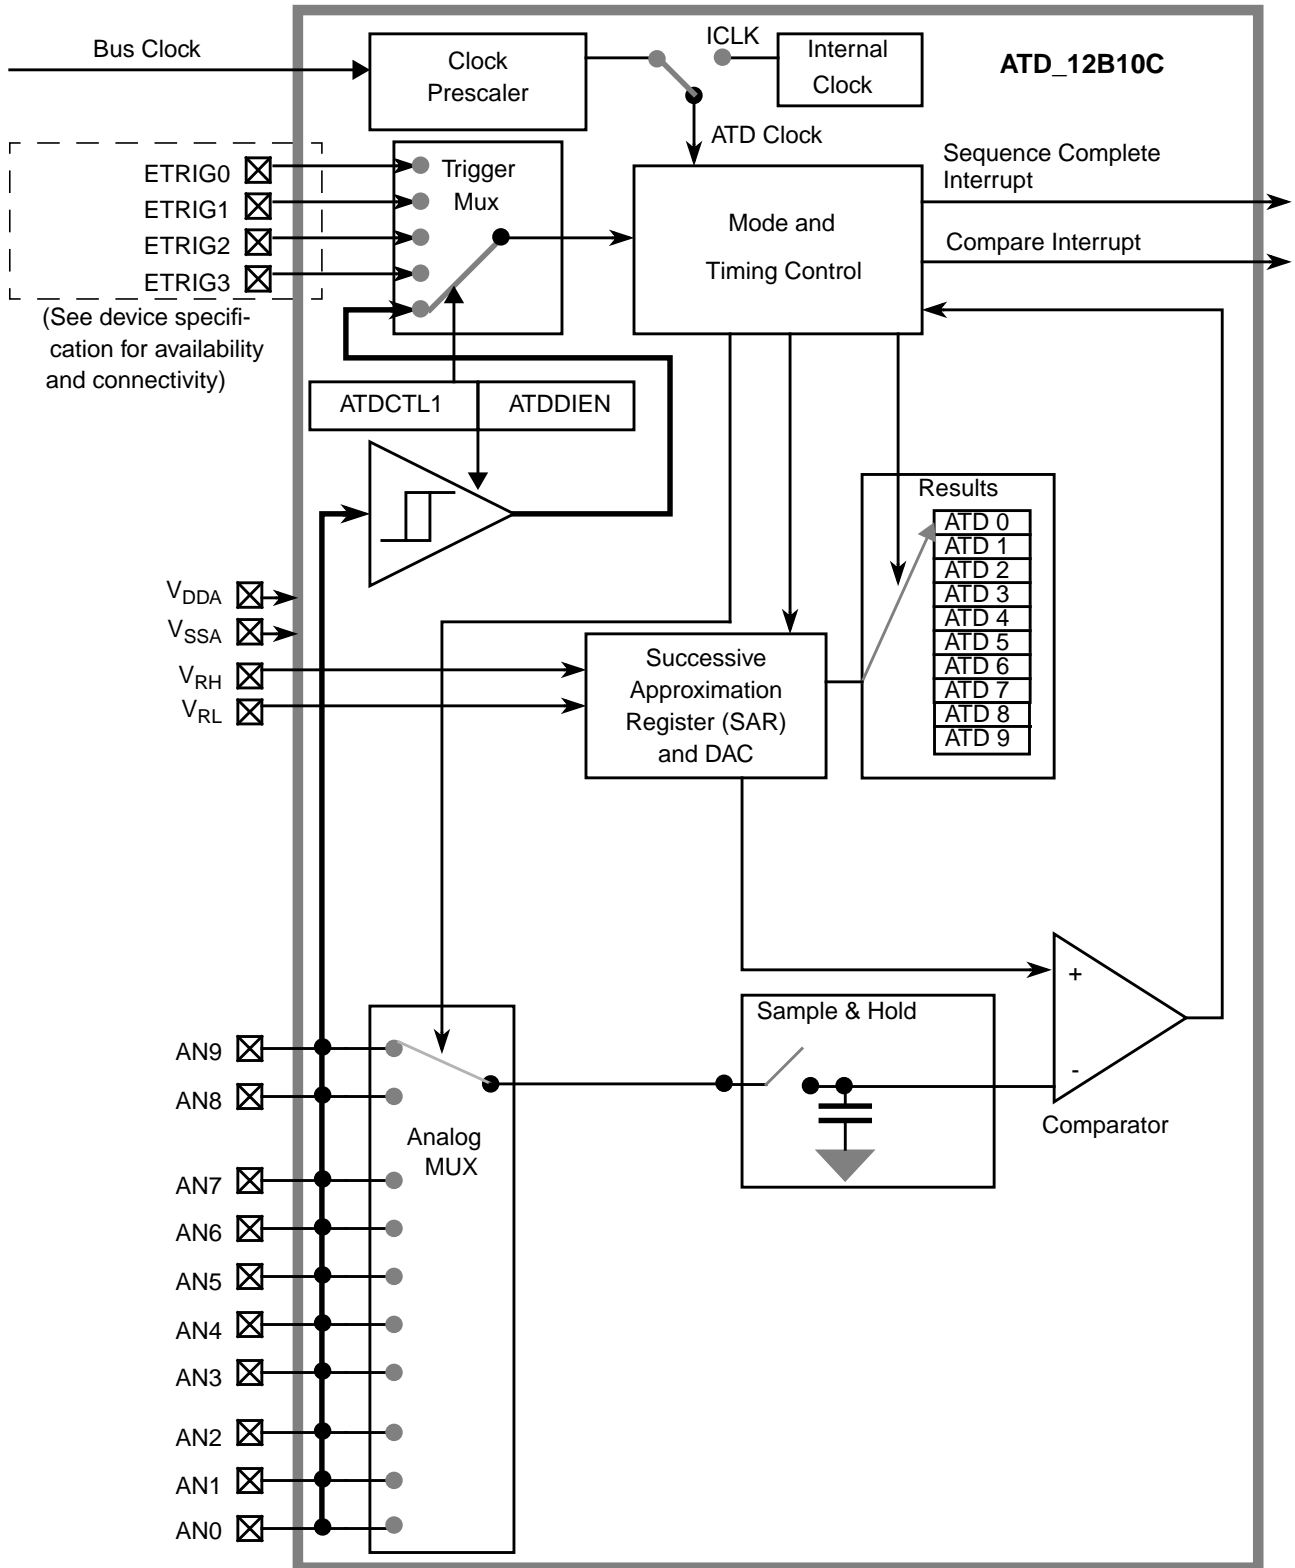 Bus Clock
Clock
Prescaler
ICLK
Internal
Clock
ATD_12B10C
ATD Clock
ETRIG0
ETRIG1
ETRIG2
ETRIG3
(See device specifi-
cation for availability
and connectivity)
Trigger
Mux
Mode and
Timing Control
Sequence Complete
Interrupt
Compare Interrupt
ATDCTL1
ATDDIEN
Results
ATD 0
ATD 1
ATD 2
ATD 3
ATD 4
ATD 5
ATD 6
ATD 7
ATD 8
ATD 9
VDDA
VSSA
VRH
VRL
Successive
Approximation
Register (SAR)
and DAC
+
-
Comparator
Sample & Hold
Analog
MUX
AN9
AN8
AN7
AN6
AN5
AN4
AN3
AN2
AN1
AN0